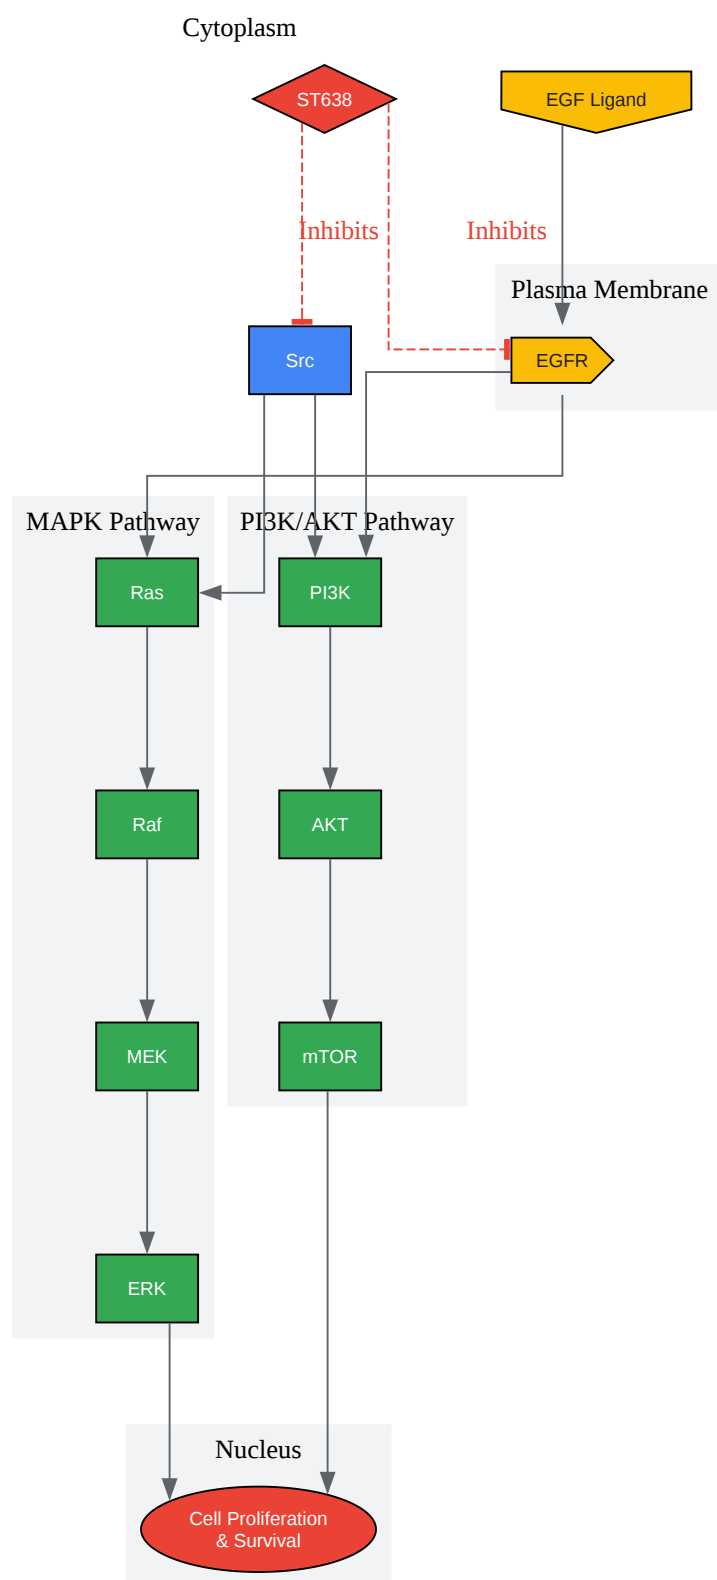 Cytoplasm
ST638
EGF Ligand
Inhibits
Inhibits
Plasma Membrane
Src
EGFR
MAPK Pathway
PI3K/AKT Pathway
Ras
PI3K
Raf
AKT
MEK
mTOR
ERK
Nucleus
Cell Proliferation
& Survival